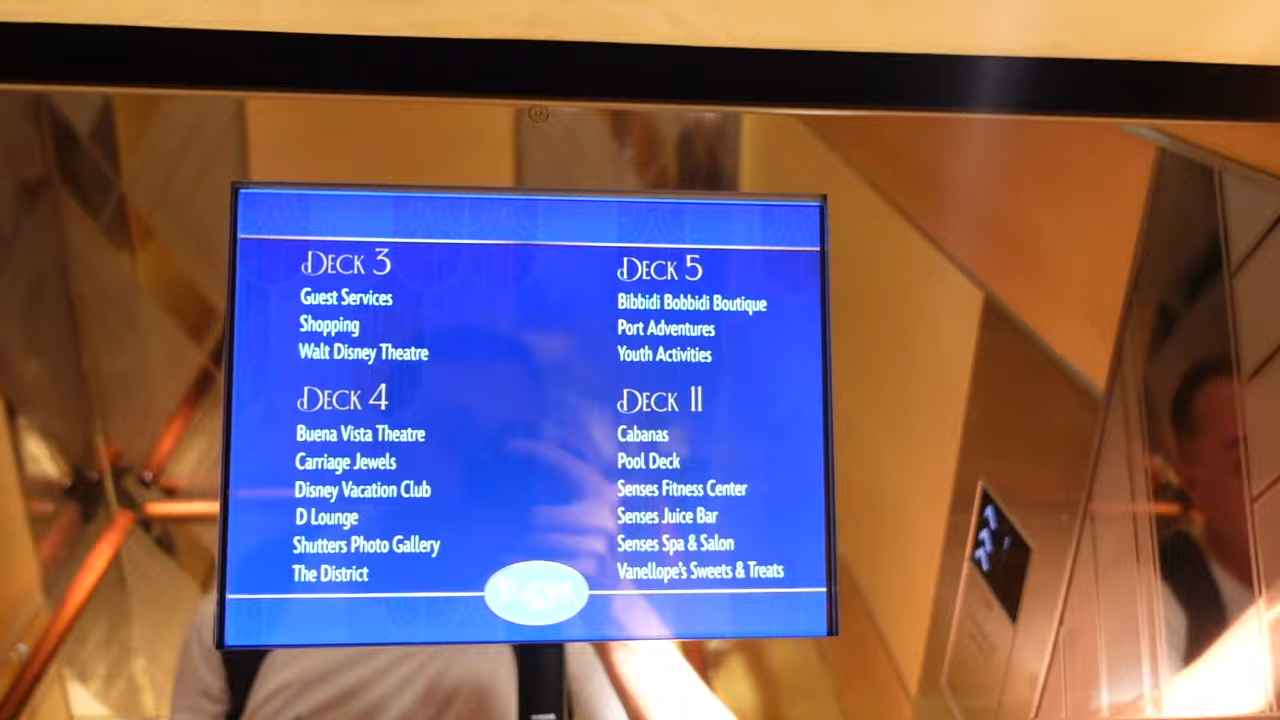 Deck 3
Guest Services
Shopping
Walt Disney Theatre
Deck 4
Buena Vista Theatre
Carriage Jewels
Disney Vacation Club
D Lounge
Shutters Photo Gallery
The District
Deck 5
Bibbidi Bobbidi Boutique
Port Adventures
Youth Activities
Deck 11
Cabanas
Pool Deck
Senses Fitness Center
Senses Juice Bar
Senses Spa & Salon
Vanellope's Sweets & Treats